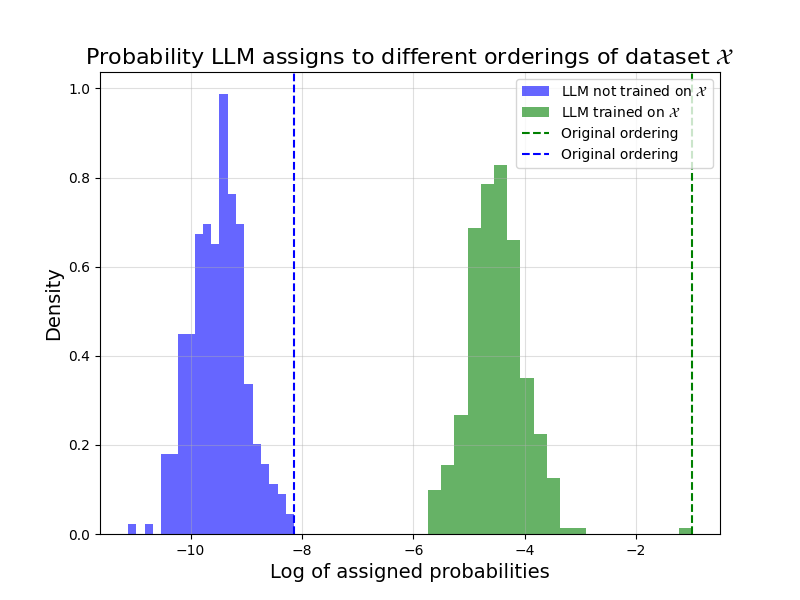 Probability LLM assigns to different orderings of dataset 𝒳
LLM not trained on 𝒳
LLM trained on 𝒳
Original ordering
Original ordering
1.0
0.8
0.6
0.4
0.2
0.0
Density
−10
−8
−6
−4
−2
Log of assigned probabilities